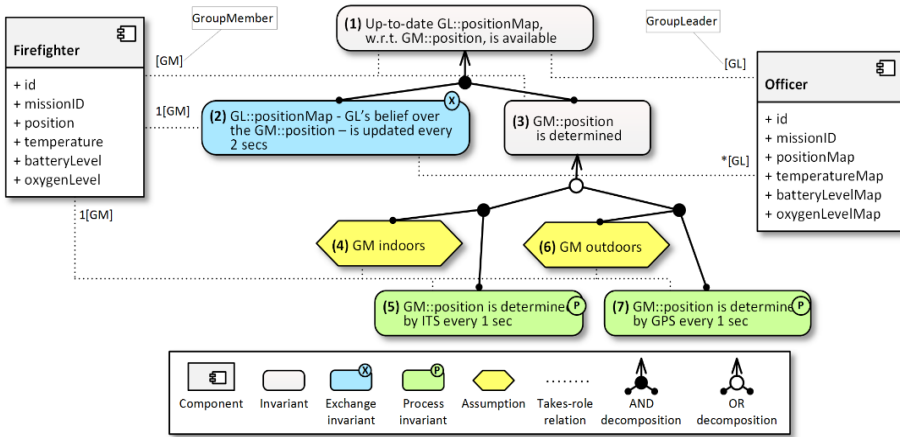 GroupMember
(1) Up-to-date GL::positionMap,
w.r.t. GM::position, is available
GroupLeader
Firefighter
[GM]
[GL]
+ id
+ missionID
+ position
+ temperature
+ bateryLevel
+ oxygenLevel
Officer
+ id
+ missionID
+ positionMap
+ temperatureMap
+ bateryLevelMap
+ oxygenLevelMap
1[GM]
X
(2) GL::positionMap - GL's belief over
the GM::position – is updated every
2 secs
(3) GM::position
is determined
*[GL]
1[GM]
(4) GM indoors
(6) GM outdoors
P
(5) GM::position is determined
by ITS every 1 sec
P
(7) GM::position is determined
by GPS every 1 sec
X
P
Component
Invariant
Exchange
invariant
Process
invariant
Assumption
Takes-role
relation
AND
decomposition
OR
decomposition